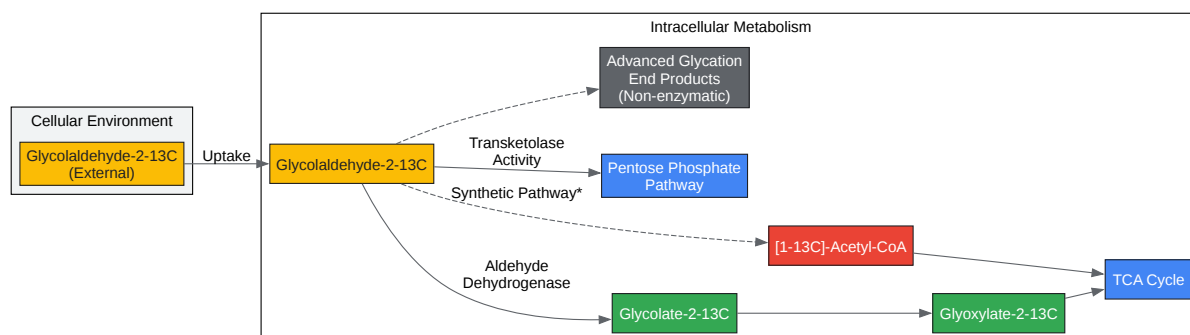 Intracellular Metabolism
Advanced Glycation
End Products
(Non-enzymatic)
Cellular Environment
Glycolaldehyde-2-13C
(External)
Uptake
Glycolaldehyde-2-13C
Transketolase
Activity
Pentose Phosphate
Pathway
Synthetic Pathway*
[1-13C]-Acetyl-CoA
TCA Cycle
Aldehyde
Dehydrogenase
Glycolate-2-13C
Glyoxylate-2-13C